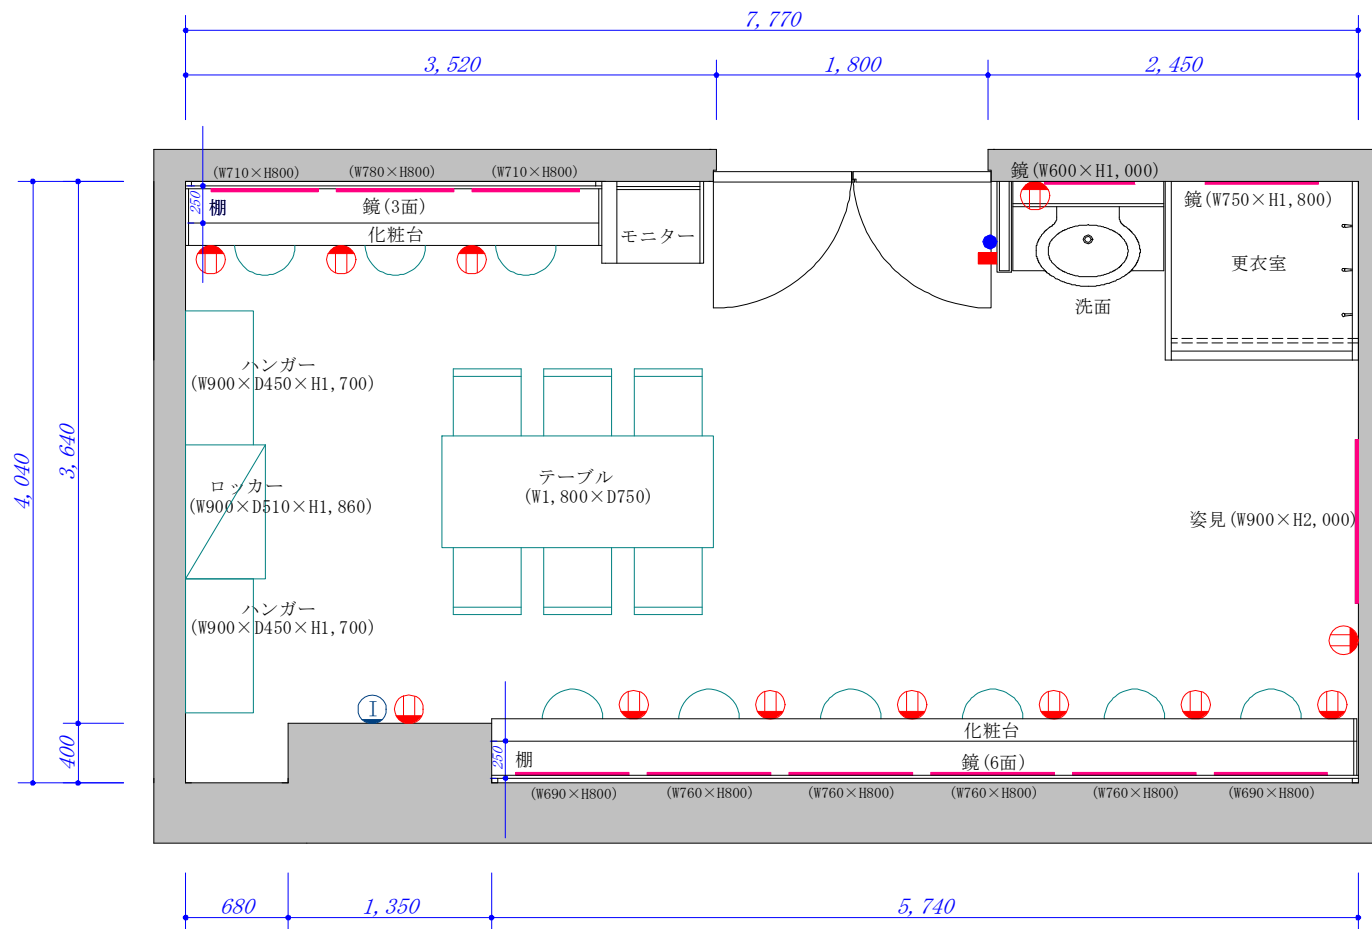 7,770
3,520
1,800
2,450
(W710×H800)
(W780×H800)
(W710×H800)
鏡(W600×H1,000)
250
棚
鏡(3面)
鏡(W750×H1,800)
化粧台
モニター
更衣室
洗面
ハンガー
(W900×D450×H1,700)
4,040
3,640
ロッカー
(W900×D510×H1,860)
テーブル
(W1,800×D750)
姿見(W900×H2,000)
ハンガー
(W900×D450×H1,700)
I
400
化粧台
250
棚
鏡(6面)
(W690×H800)
(W760×H800)
(W760×H800)
(W760×H800)
(W760×H800)
(W690×H800)
680
1,350
5,740